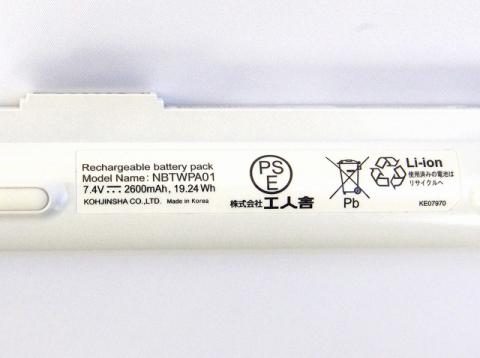 Rechargeable battery pack
Model Name: NBTWPA01
7.4V⎓2600mAh, 19.24 Wh
KOHJINSHA CO.,LTD. Made in Korea
PS
E
株式会社 工人舎
Pb
Li-ion
使用済みの電池は
リサイクルへ
KE07970